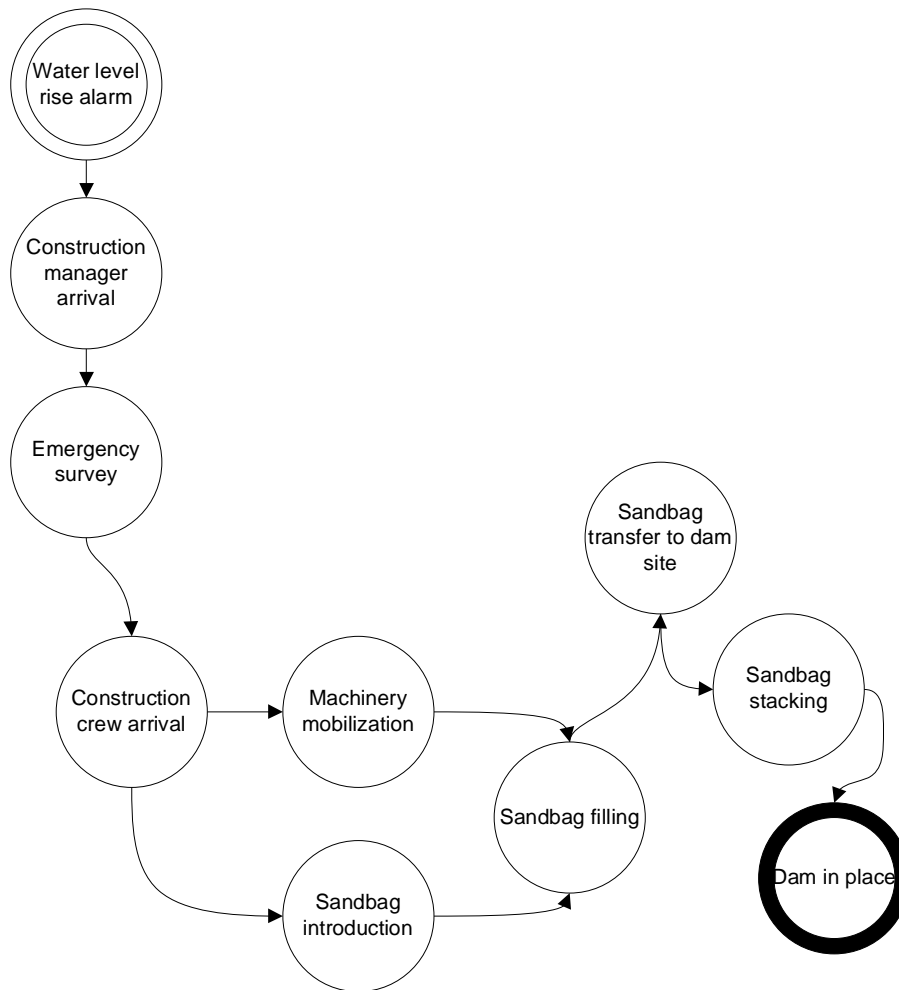 Water level
rise alarm
Construction
manager
arrival
Emergency
survey
Construction
crew arrival
Machinery
mobilization
Sandbag
introduction
Sandbag filling
Sandbag
transfer to dam
site
Sandbag
stacking
Dam in place